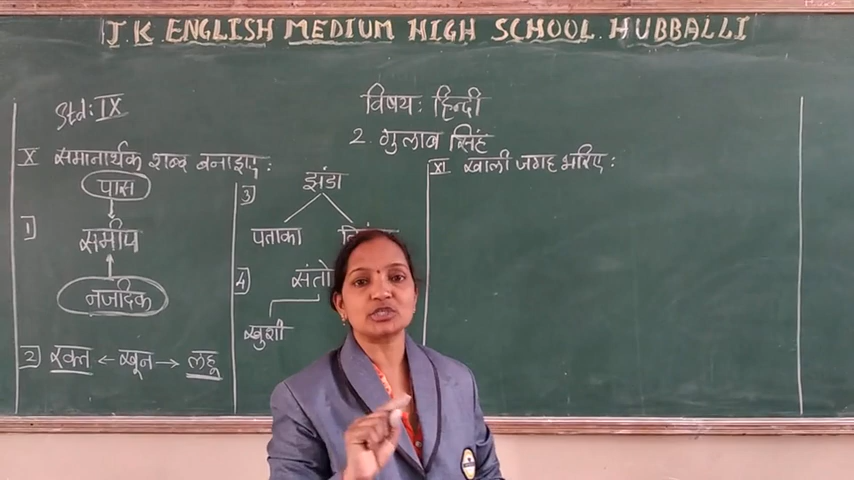 J.K. ENGLISH MEDIUM HIGH SCHOOL. HUBBALLI
Std: IX
विषय: हिन्दी
2. गुलाब सिंह
X समानार्थक शब्द बनाइए:
पास
1] समीप
नजदिक
2] रक्त ← खून → लहू
3] झंडा
पताका
4]
खुशी
XI खाली जगह भरिए: